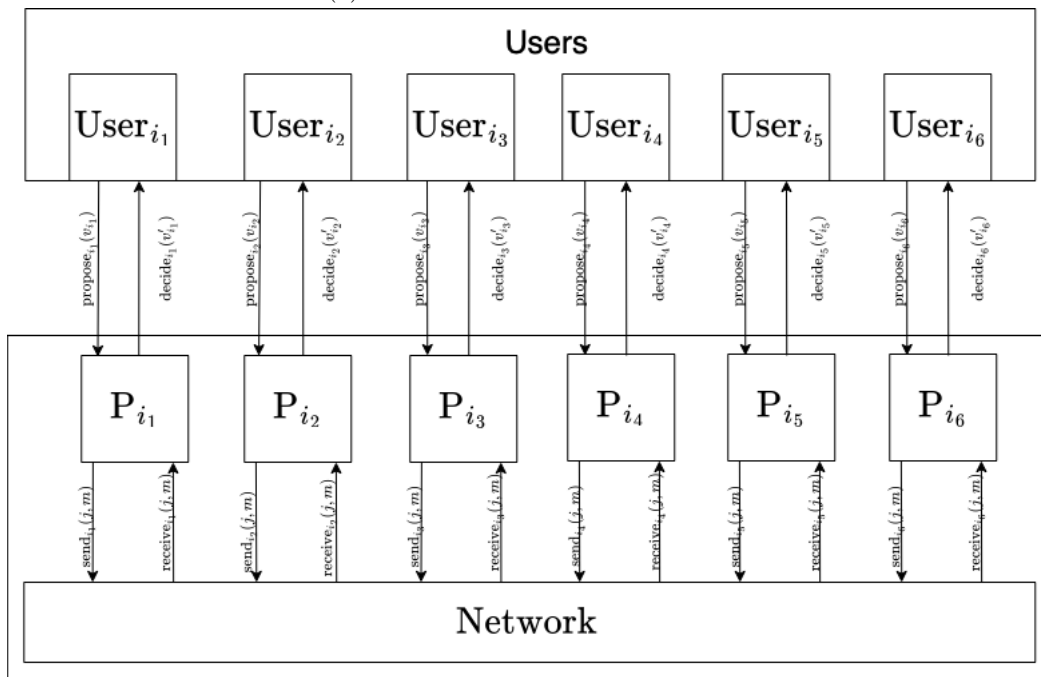 Users
User_{i_1} User_{i_2} User_{i_3} User_{i_4} User_{i_5} User_{i_6}
propose_{i_1}(v_{i_1}) decide_{i_1}(v'_{i_1}) propose_{i_2}(v_{i_2}) decide_{i_2}(v'_{i_2}) propose_{i_3}(v_{i_3}) decide_{i_3}(v'_{i_3}) propose_{i_4}(v_{i_4}) decide_{i_4}(v'_{i_4}) propose_{i_5}(v_{i_5}) decide_{i_5}(v'_{i_5}) propose_{i_6}(v_{i_6}) decide_{i_6}(v'_{i_6})
P_{i_1} P_{i_2} P_{i_3} P_{i_4} P_{i_5} P_{i_6}
send_{i_1}(j, m) receive_{i_1}(j, m) send_{i_2}(j, m) receive_{i_2}(j, m) send_{i_3}(j, m) receive_{i_3}(j, m) send_{i_4}(j, m) receive_{i_4}(j, m) send_{i_5}(j, m) receive_{i_5}(j, m) send_{i_6}(j, m) receive_{i_6}(j, m)
Network